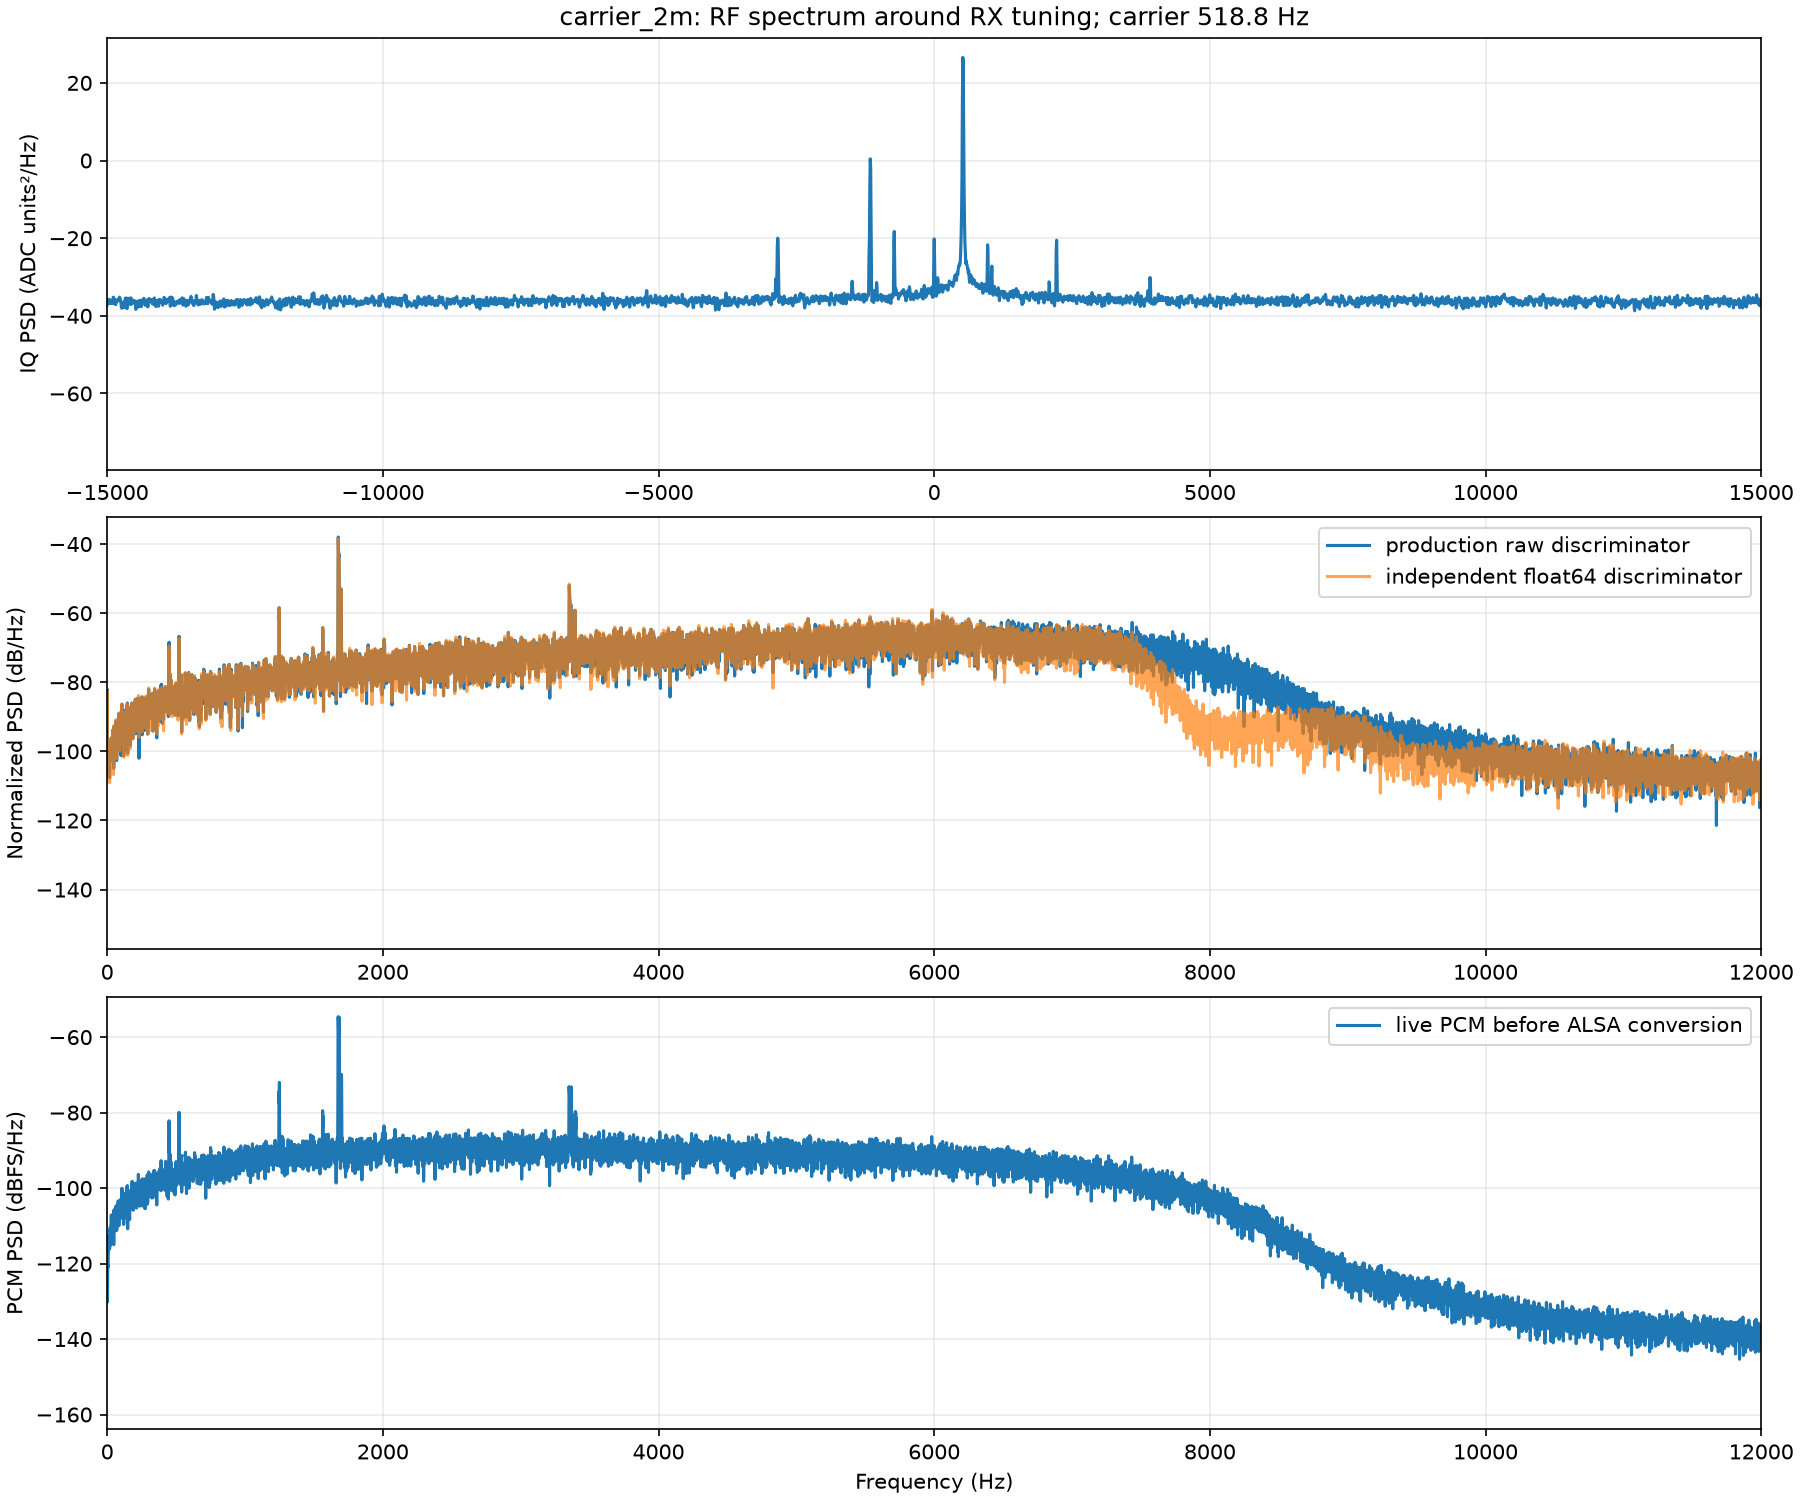 carrier_2m: RF spectrum around RX tuning; carrier 518.8 Hz
IQ PSD (ADC units²/Hz)
20
0
−20
−40
−60
−15000 −10000 −5000 0 5000 10000 15000
Normalized PSD (dB/Hz)
production raw discriminator
independent float64 discriminator
−40
−60
−80
−100
−120
−140
0 2000 4000 6000 8000 10000 12000
PCM PSD (dBFS/Hz)
live PCM before ALSA conversion
−60
−80
−100
−120
−140
−160
0 2000 4000 6000 8000 10000 12000
Frequency (Hz)